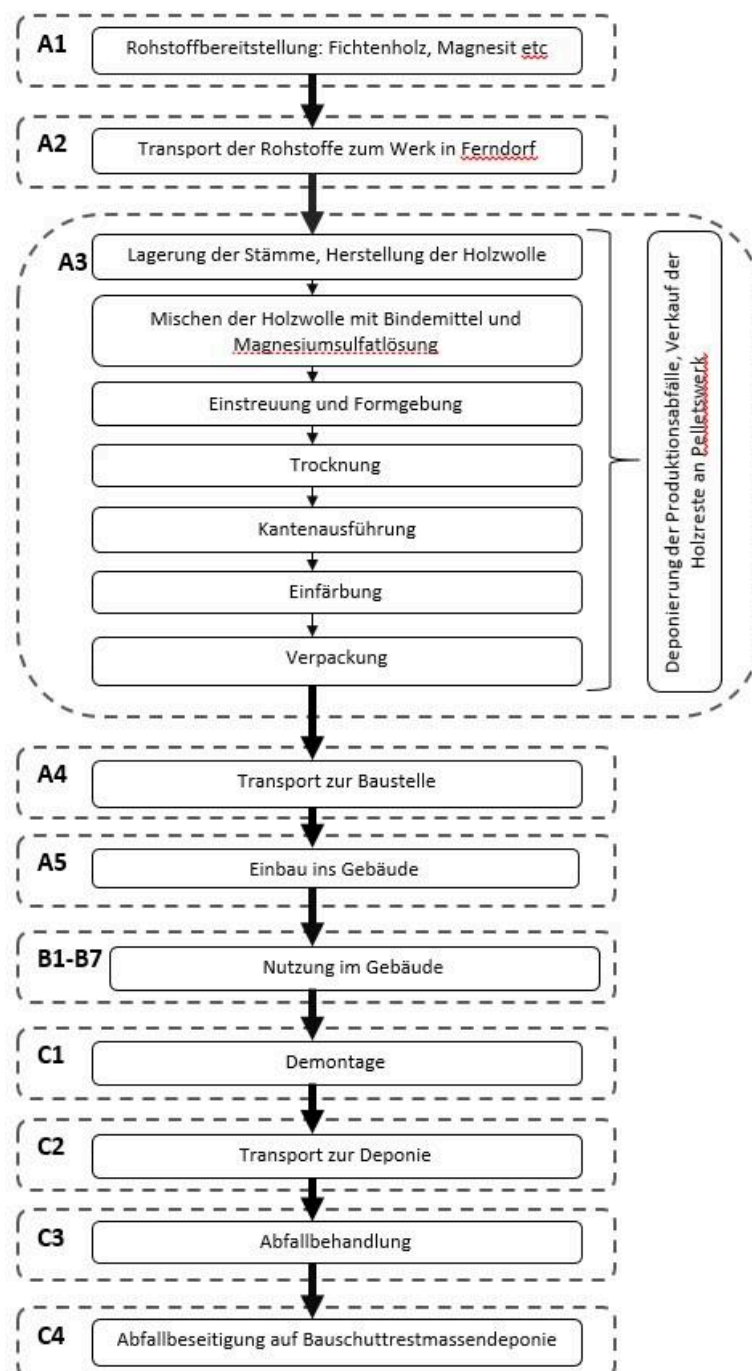 A1
Rohstoffbereitstellung: Fichtenholz, Magnesit etc
A2
Transport der Rohstoffe zum Werk in Ferndorf
A3
Lagerung der Stämme, Herstellung der Holzwolle
Mischen der Holzwolle mit Bindemittel und
Magnesiumsulfatlösung
Einstreuung und Formgebung
Trocknung
Kantenausführung
Einfärbung
Verpackung
Deponierung der Produktionsabfälle, Verkauf der
Holzreste an Pelletswerk
A4
Transport zur Baustelle
A5
Einbau ins Gebäude
B1-B7
Nutzung im Gebäude
C1
Demontage
C2
Transport zur Deponie
C3
Abfallbehandlung
C4
Abfallbeseitigung auf Bauschuttrestmassendeponie